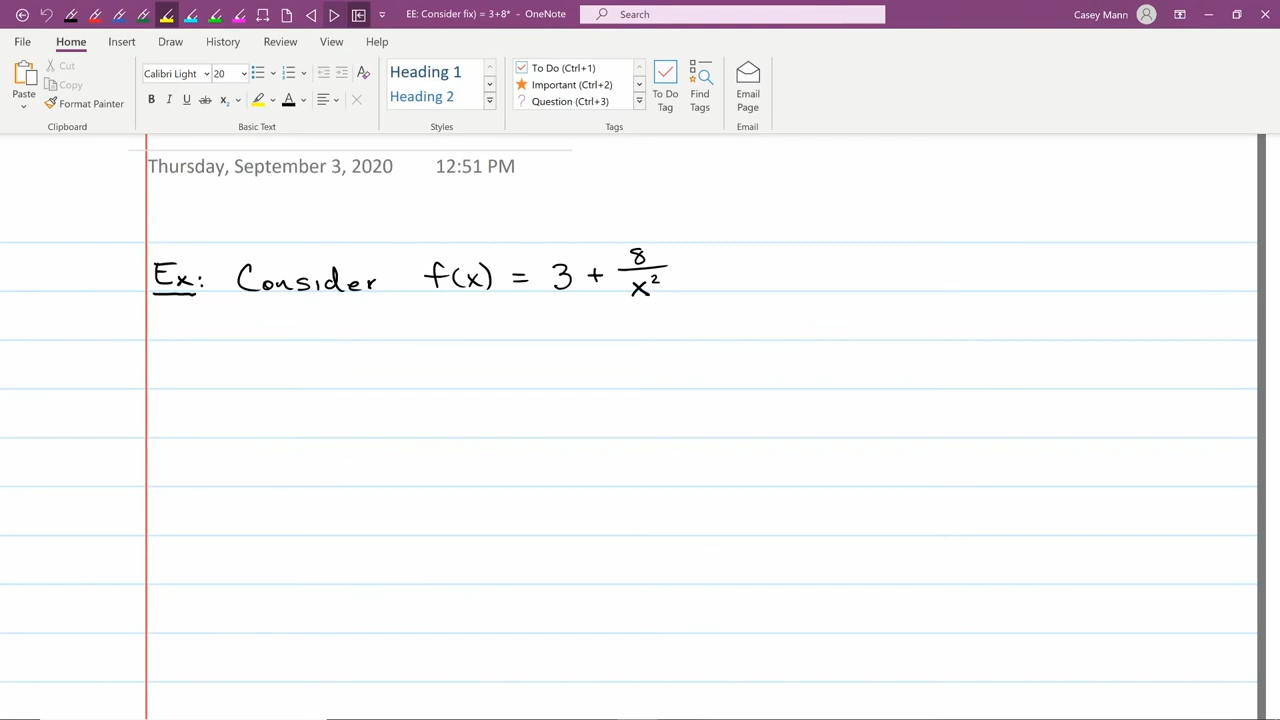 EE: Consider fix) = 3+8* - OneNote
Search
Casey Mann
File Home Insert Draw History Review View Help
Paste
Cut
Copy
Format Painter
Clipboard
Calibri Light 20
B I U ab x₂ A
Basic Text
Heading 1
Heading 2
Styles
To Do (Ctrl+1)
Important (Ctrl+2)
? Question (Ctrl+3)
To Do Tag
Find Tags
Tags
Email Page
Email
Thursday, September 3, 2020 12:51 PM
Ex: Consider f(x) = 3 + 8/x²